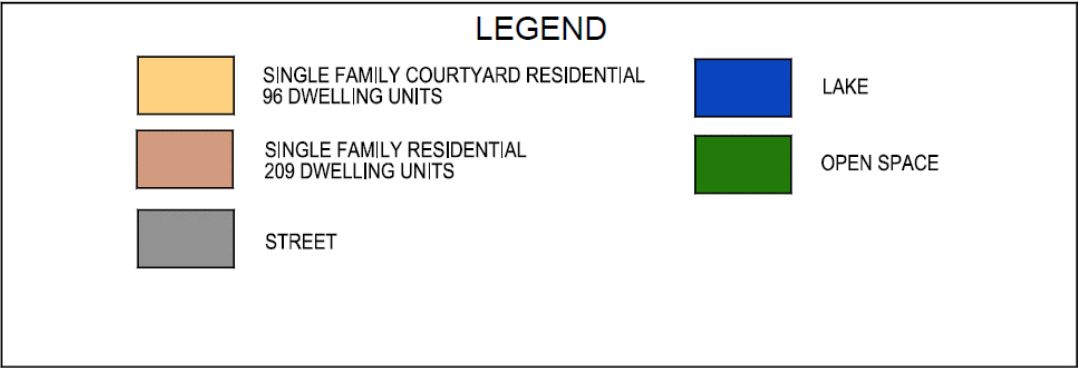 LEGEND
SINGLE FAMILY COURTYARD RESIDENTIAL
96 DWELLING UNITS
SINGLE FAMILY RESIDENTIAL
209 DWELLING UNITS
STREET
LAKE
OPEN SPACE